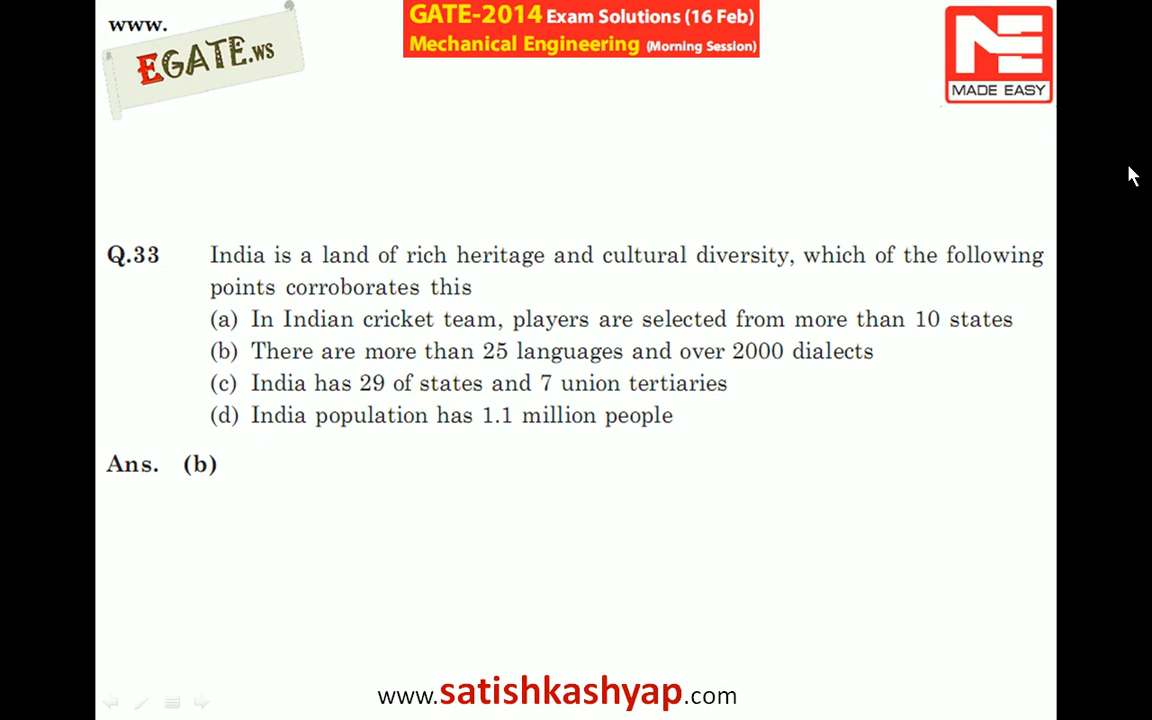 www.
EGATE.ws
GATE-2014 Exam Solutions (16 Feb)
Mechanical Engineering (Morning Session)
ME
MADE EASY
Q.33 India is a land of rich heritage and cultural diversity, which of the following
points corroborates this
(a) In Indian cricket team, players are selected from more than 10 states
(b) There are more than 25 languages and over 2000 dialects
(c) India has 29 of states and 7 union tertiaries
(d) India population has 1.1 million people
Ans. (b)
www.satishkashyap.com